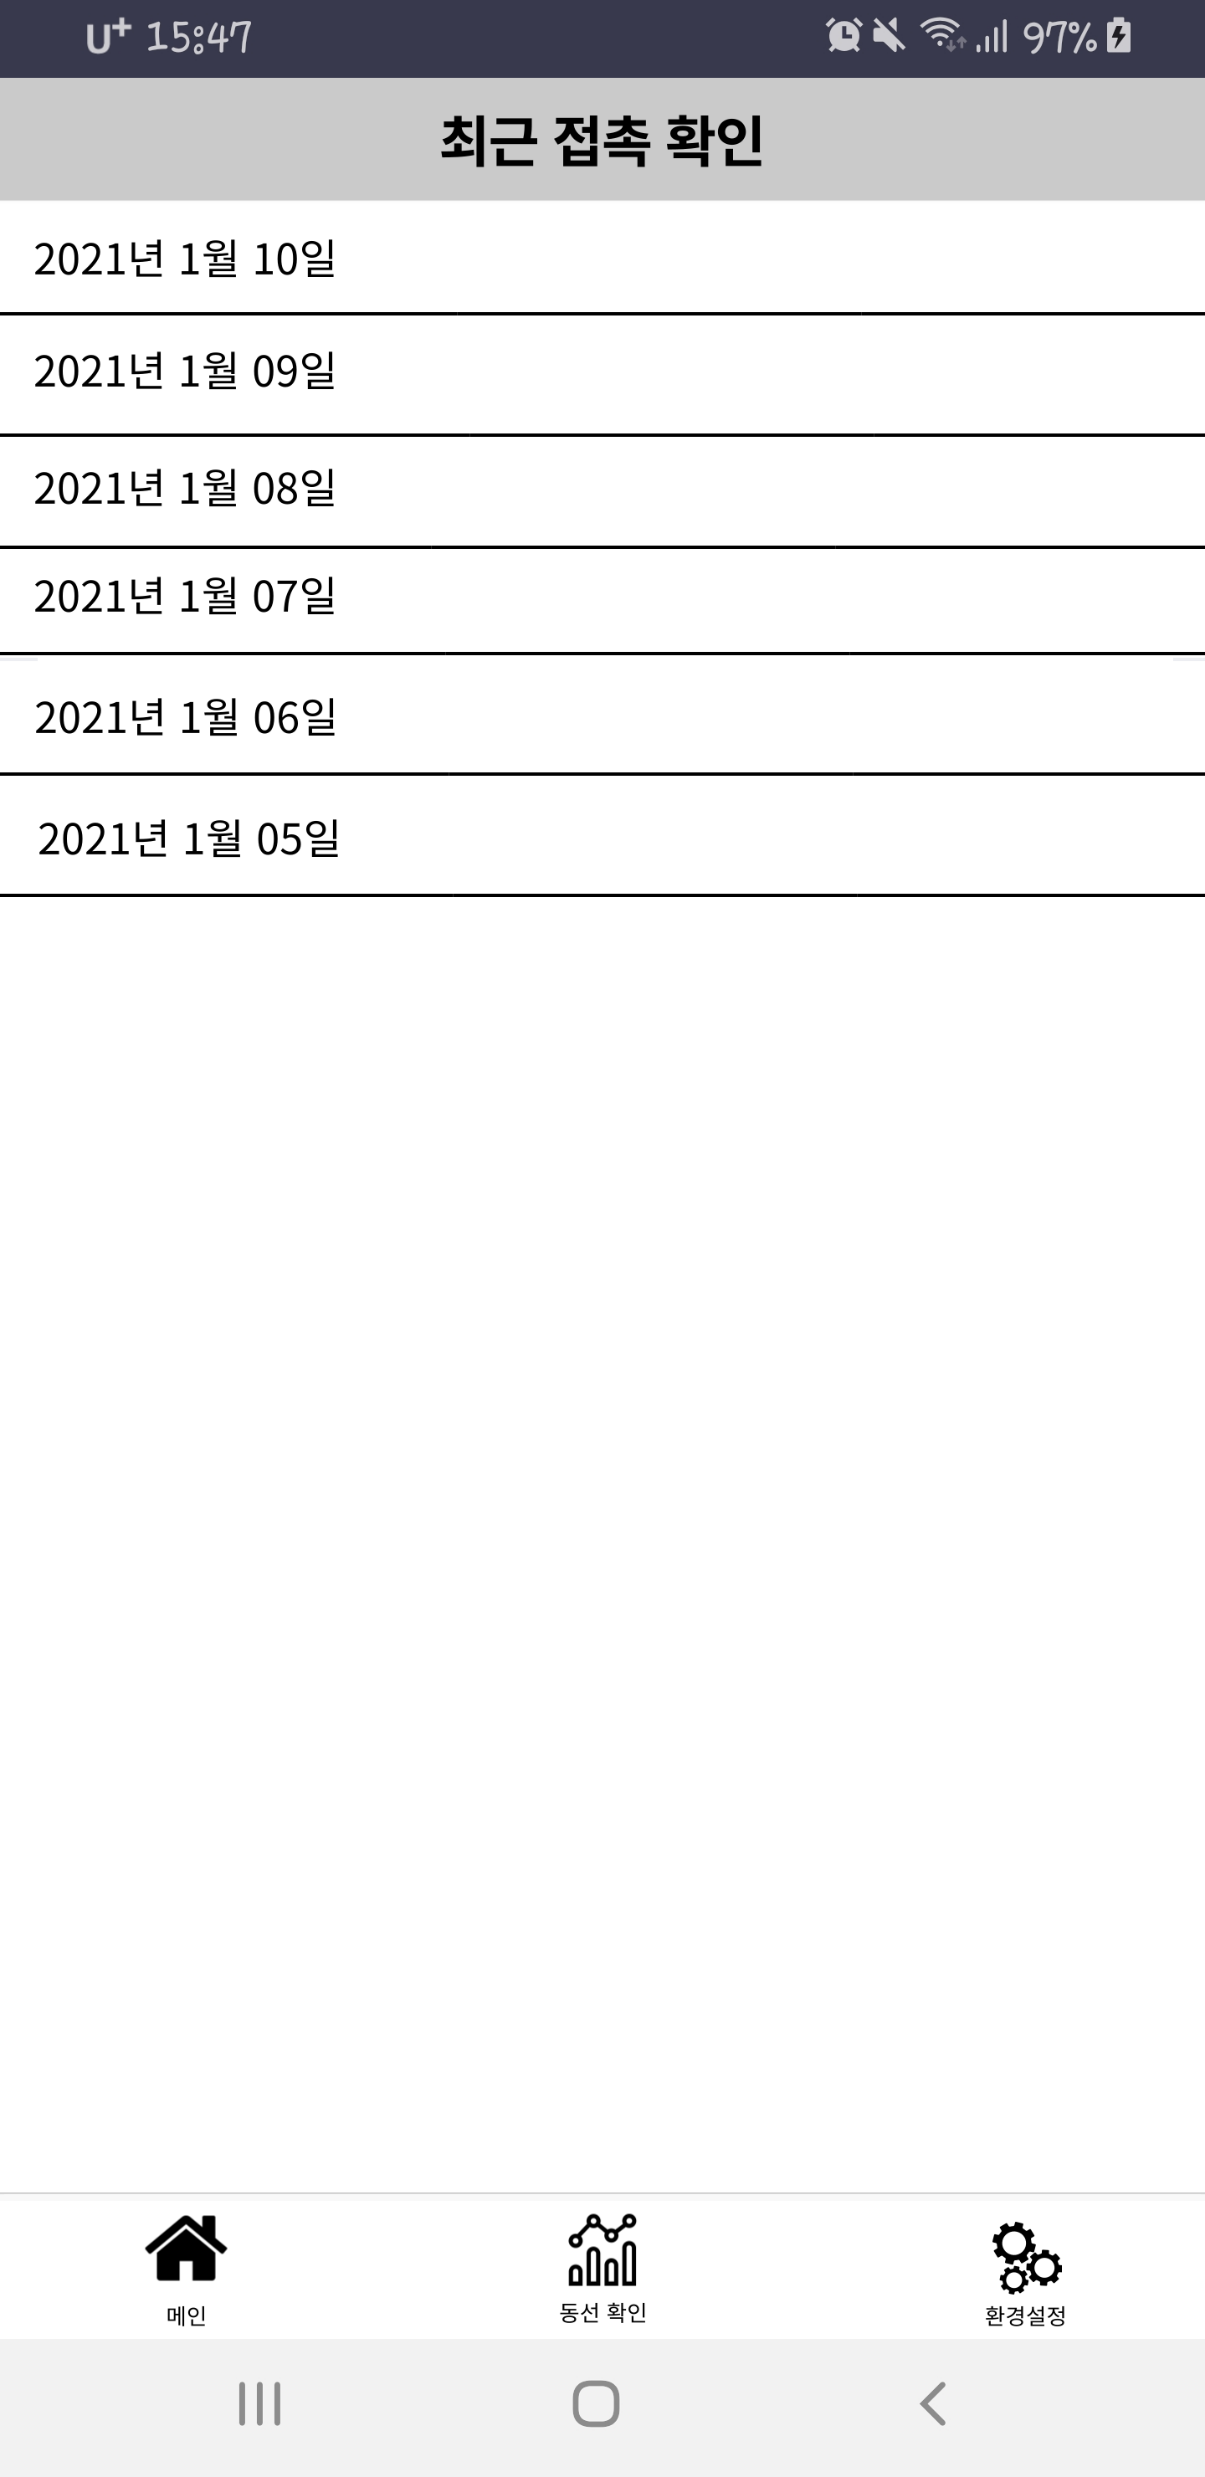 U+ 15:47 97%
최근 접촉 확인
2021년 1월 10일
2021년 1월 09일
2021년 1월 08일
2021년 1월 07일
2021년 1월 06일
2021년 1월 05일
메인 동선 확인 환경설정